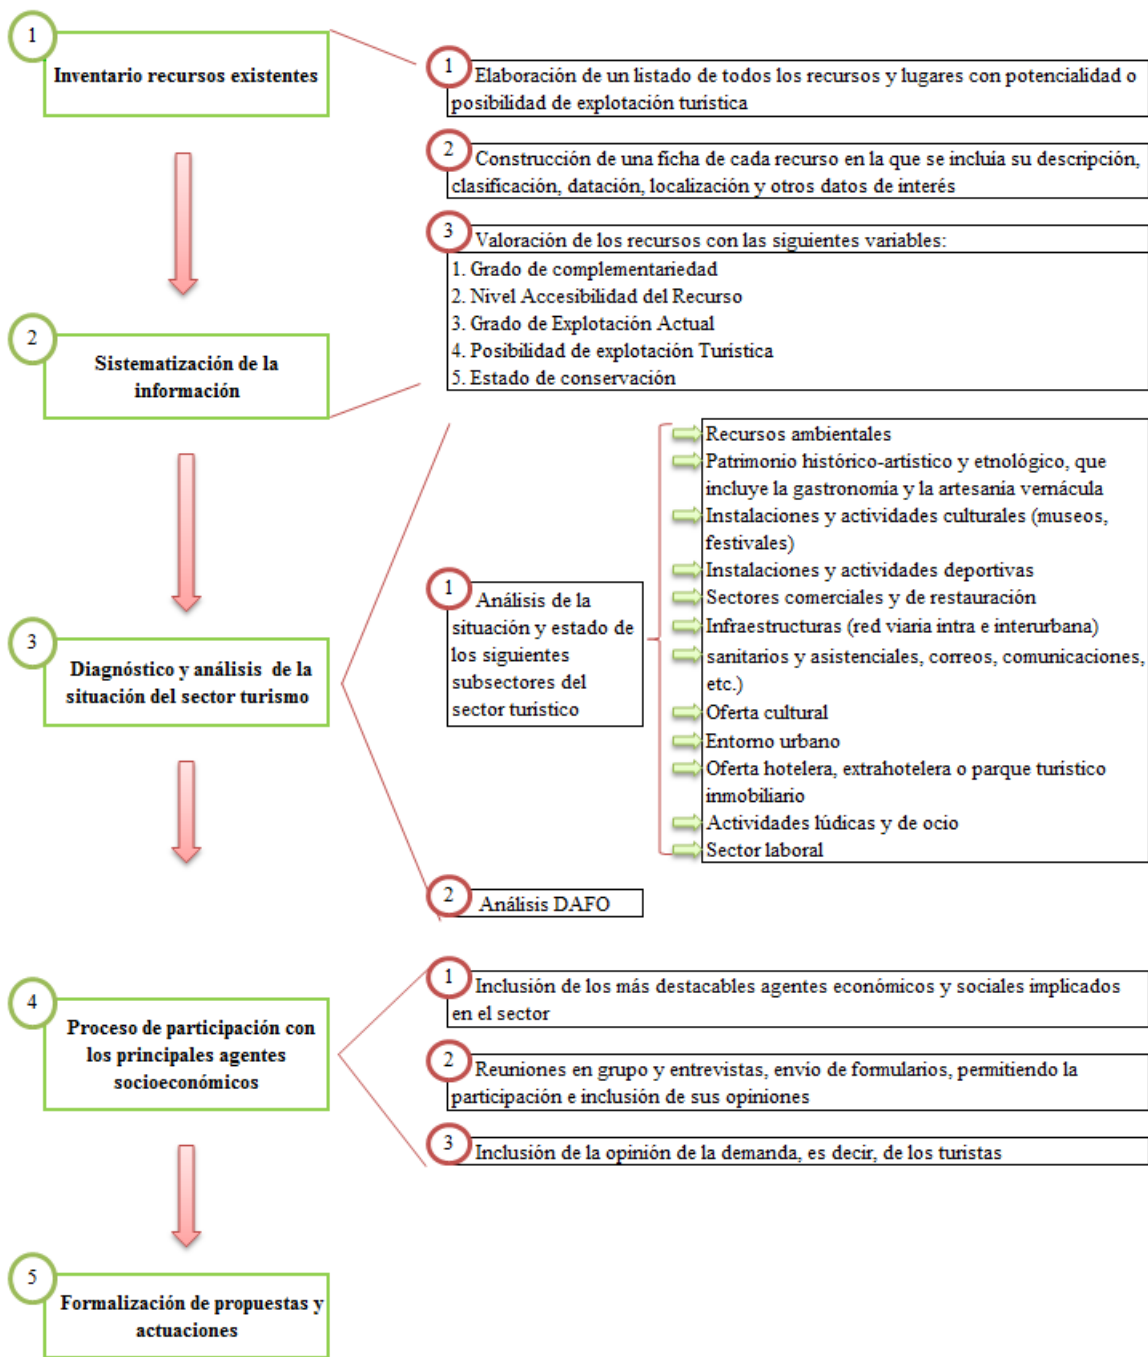 1
Inventario recursos existentes
1
Elaboración de un listado de todos los recursos y lugares con potencialidad o
posibilidad de explotación turística
2
Construcción de una ficha de cada recurso en la que se incluía su descripción,
clasificación, datación, localización y otros datos de interés
3
Valoración de los recursos con las siguientes variables:
1. Grado de complementariedad
2. Nivel Accesibilidad del Recurso
3. Grado de Explotación Actual
4. Posibilidad de explotación Turística
5. Estado de conservación
2
Sistematización de la
información
3
Diagnóstico y análisis de la
situación del sector turismo
1
Análisis de la
situación y estado de
los siguientes
subsectores del
sector turístico
Recursos ambientales
Patrimonio histórico-artístico y etnológico, que
incluye la gastronomía y la artesanía vernácula
Instalaciones y actividades culturales (museos,
festivales)
Instalaciones y actividades deportivas
Sectores comerciales y de restauración
Infraestructuras (red viaria intra e interurbana)
sanitarios y asistenciales, correos, comunicaciones,
etc.)
Oferta cultural
Entorno urbano
Oferta hotelera, extrahotelera o parque turístico
inmobiliario
Actividades lúdicas y de ocio
Sector laboral
2
Análisis DAFO
4
Proceso de participación con
los principales agentes
socioeconómicos
1
Inclusión de los más destacables agentes económicos y sociales implicados
en el sector
2
Reuniones en grupo y entrevistas, envío de formularios, permitiendo la
participación e inclusión de sus opiniones
3
Inclusión de la opinión de la demanda, es decir, de los turistas
5
Formalización de propuestas y
actuaciones